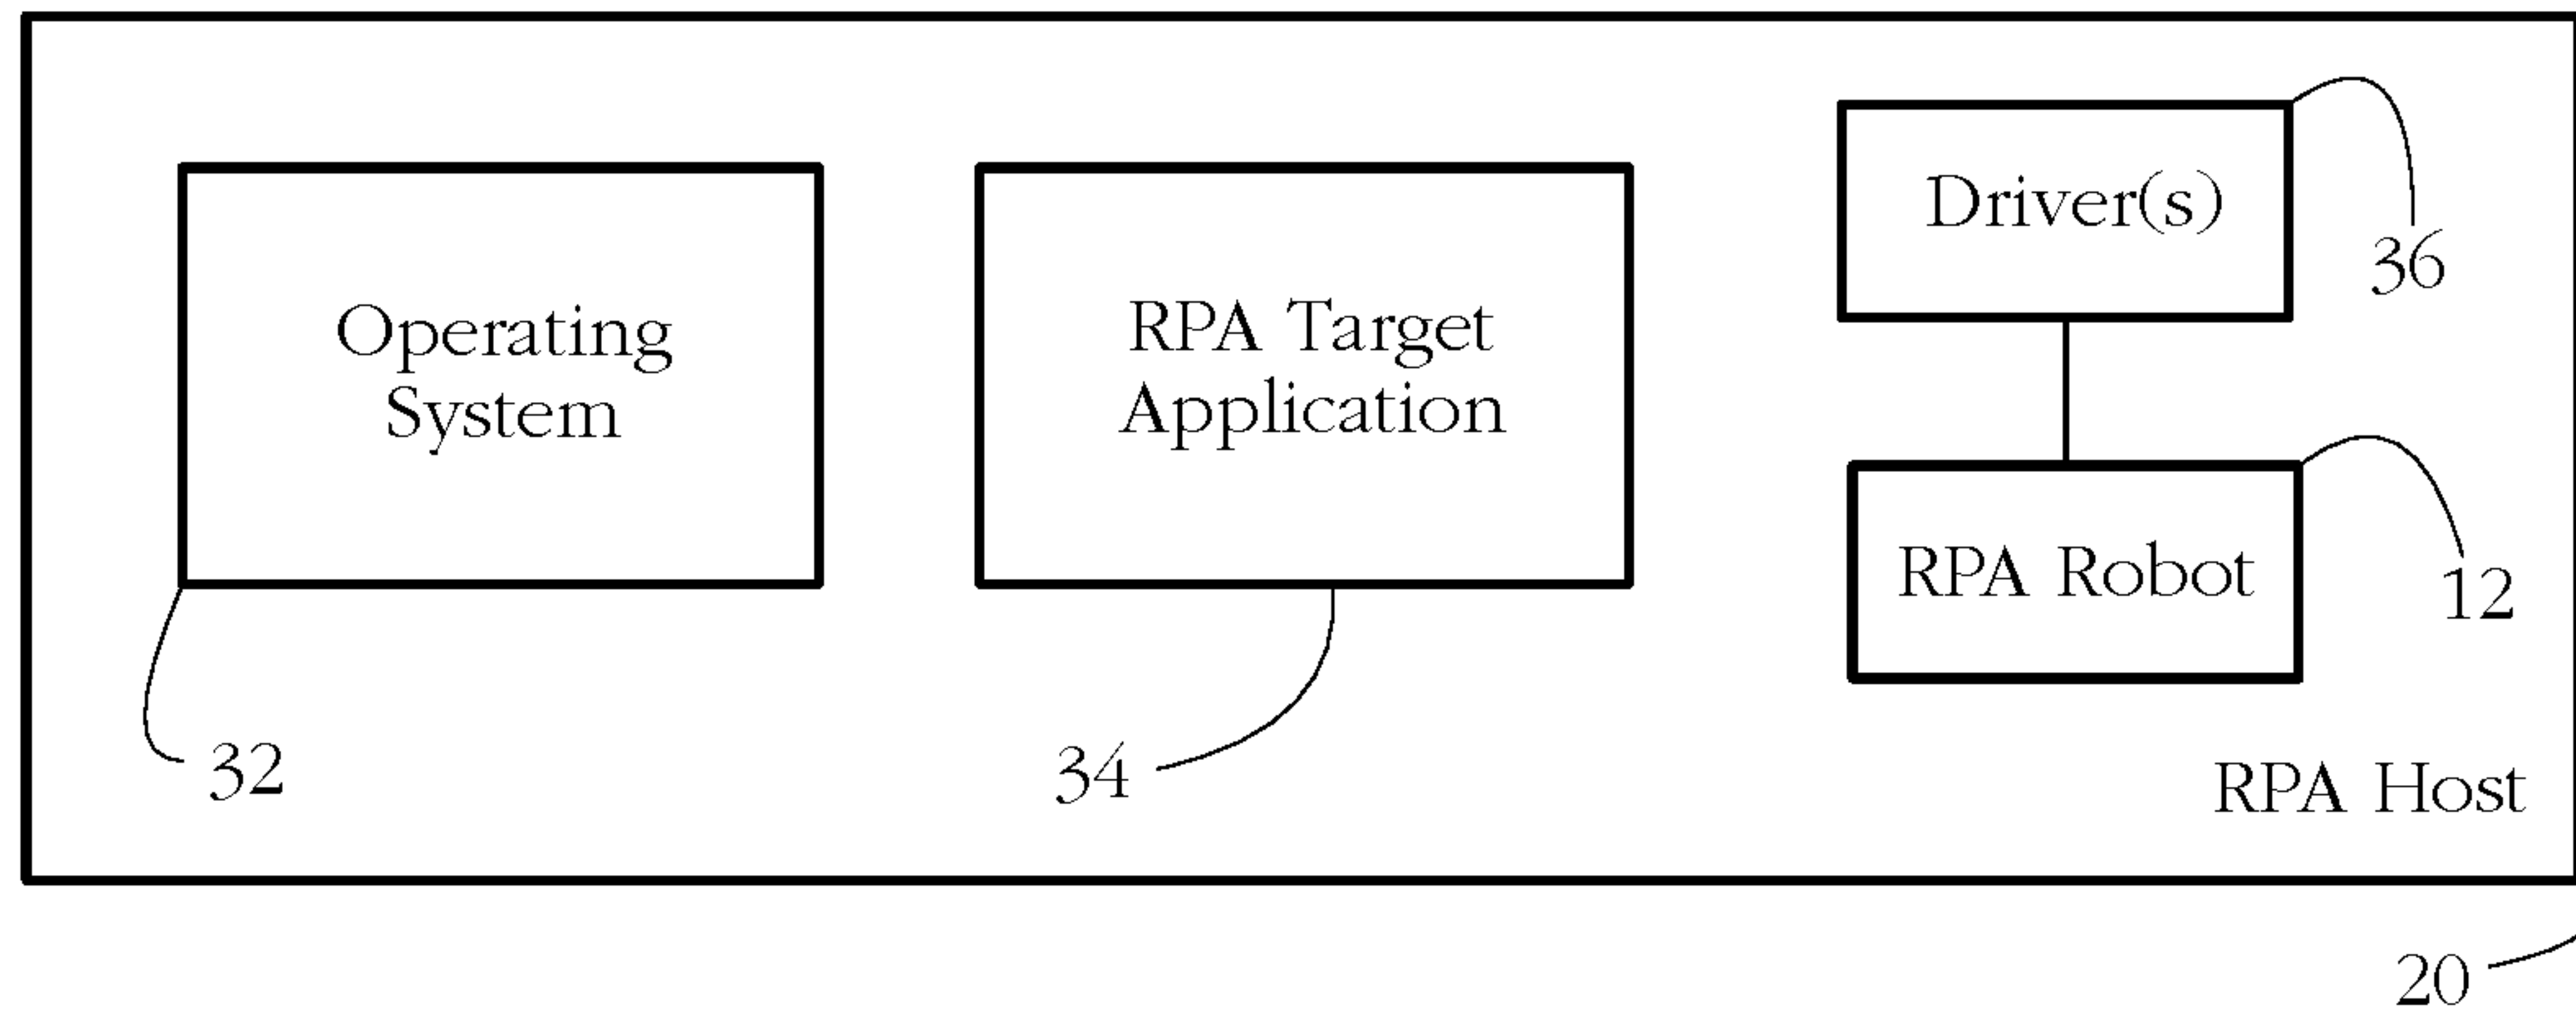 Operating
System
32
RPA Target
Application
34
Driver(s)
36
RPA Robot
12
RPA Host
20